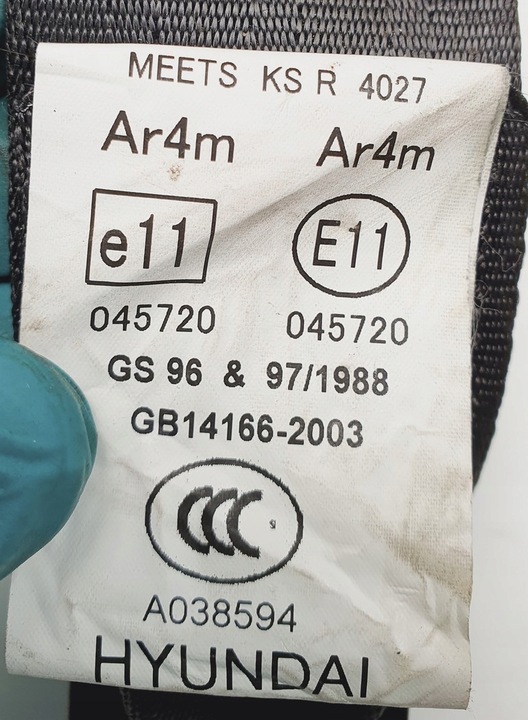 MEETS KS R 4027
Ar4m Ar4m
e11 E11
045720 045720
GS 96 & 97/1988
GB14166-2003
CCC
A038594
HYUNDAI